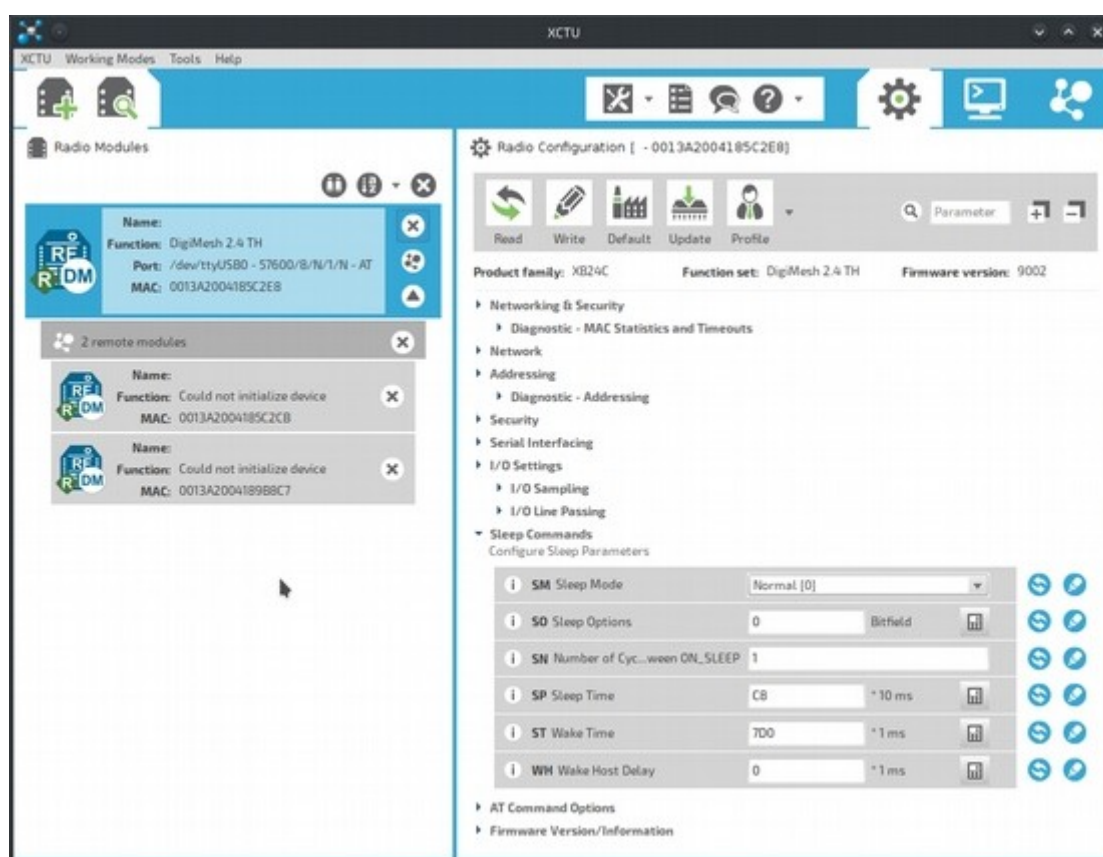 XCTU
XCTU Working Modes Tools Help
Radio Modules
Name:
Function: DigiMesh 2.4 TH
Port: /dev/ttyUSB0 - 57600/8/N/1/N - AT
MAC: 0013A2004185C2E8
RF
R DM
2 remote modules
Name:
Function: Could not initialize device
MAC: 0013A2004185C2CB
RF
R DM
Name:
Function: Could not initialize device
MAC: 0013A2004189B8C7
RF
R DM
Radio Configuration [ - 0013A2004185C2E8]
Read Write Default Update Profile
Parameter
Product family: XB24C Function set: DigiMesh 2.4 TH Firmware version: 9002
Networking & Security
Diagnostic - MAC Statistics and Timeouts
Network
Addressing
Diagnostic - Addressing
Security
Serial Interfacing
I/O Settings
I/O Sampling
I/O Line Passing
Sleep Commands
Configure Sleep Parameters
i SM Sleep Mode Normal [0]
i SO Sleep Options 0 Bitfield
i SN Number of Cyc...ween ON_SLEEP 1
i SP Sleep Time C8 * 10 ms
i ST Wake Time 7D0 * 1 ms
i WH Wake Host Delay 0 * 1 ms
AT Command Options
Firmware Version/Information